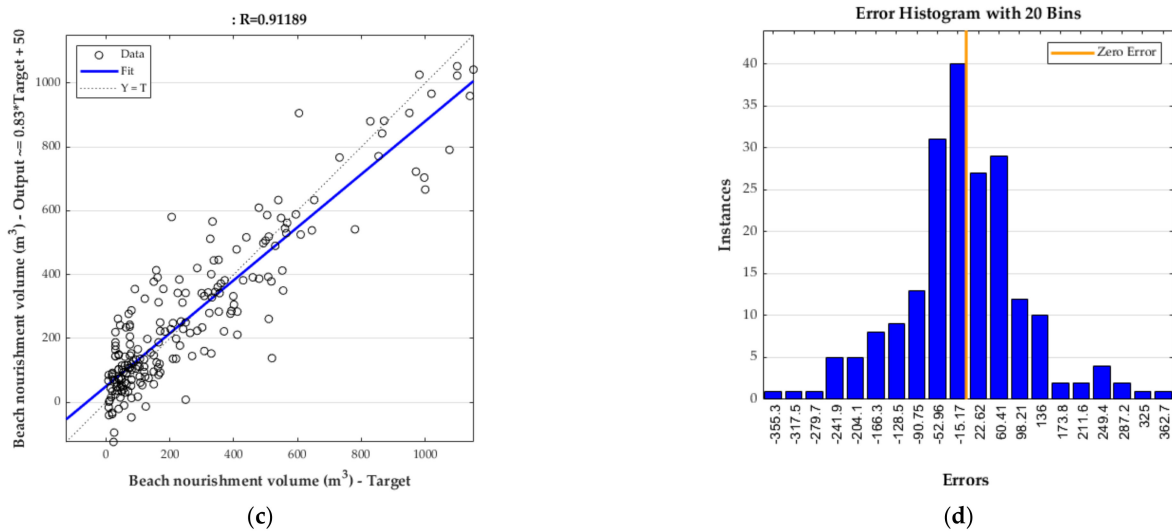 : R=0.91189
Beach nourishment volume (m³) - Output ~= 0.83*Target + 50
Data
Fit
Y = T
1000
800
600
400
200
0
0 200 400 600 800 1000
Beach nourishment volume (m³) - Target
(c)
Error Histogram with 20 Bins
Zero Error
Instances
40
35
30
25
20
15
10
5
0
-355.3
-317.5
-279.7
-241.9
-204.1
-166.3
-128.5
-90.75
-52.96
-15.17
22.62
60.41
98.21
136
173.8
211.6
249.4
287.2
325
362.7
Errors
(d)